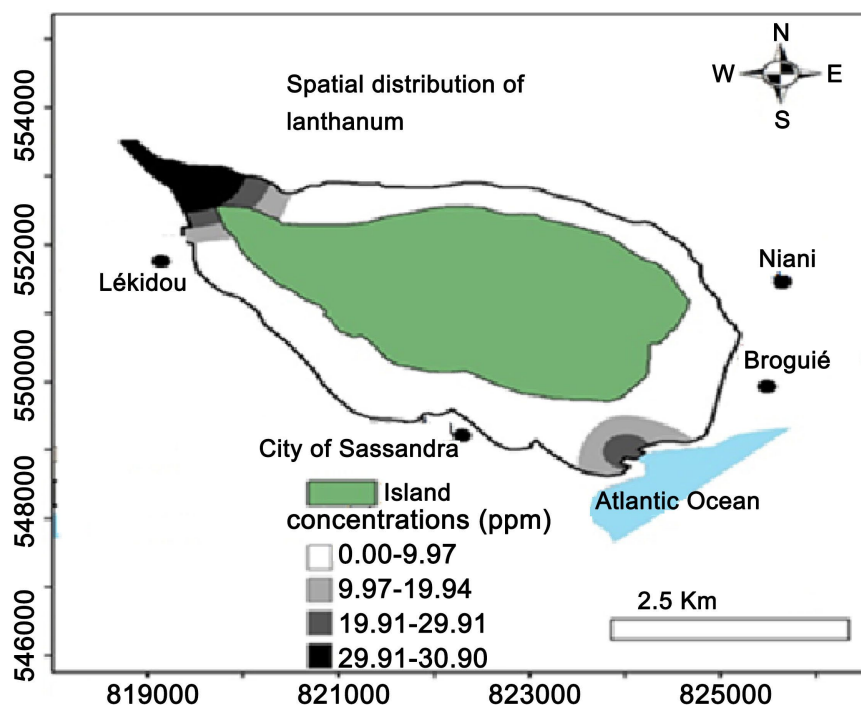 N
W E
S
Spatial distribution of
lanthanum
554000
552000
550000
548000
546000
Lékidou
Niani
Broguié
City of Sassandra
Atlantic Ocean
Island
concentrations (ppm)
0.00-9.97
9.97-19.94
19.91-29.91
29.91-30.90
2.5 Km
819000 821000 823000 825000